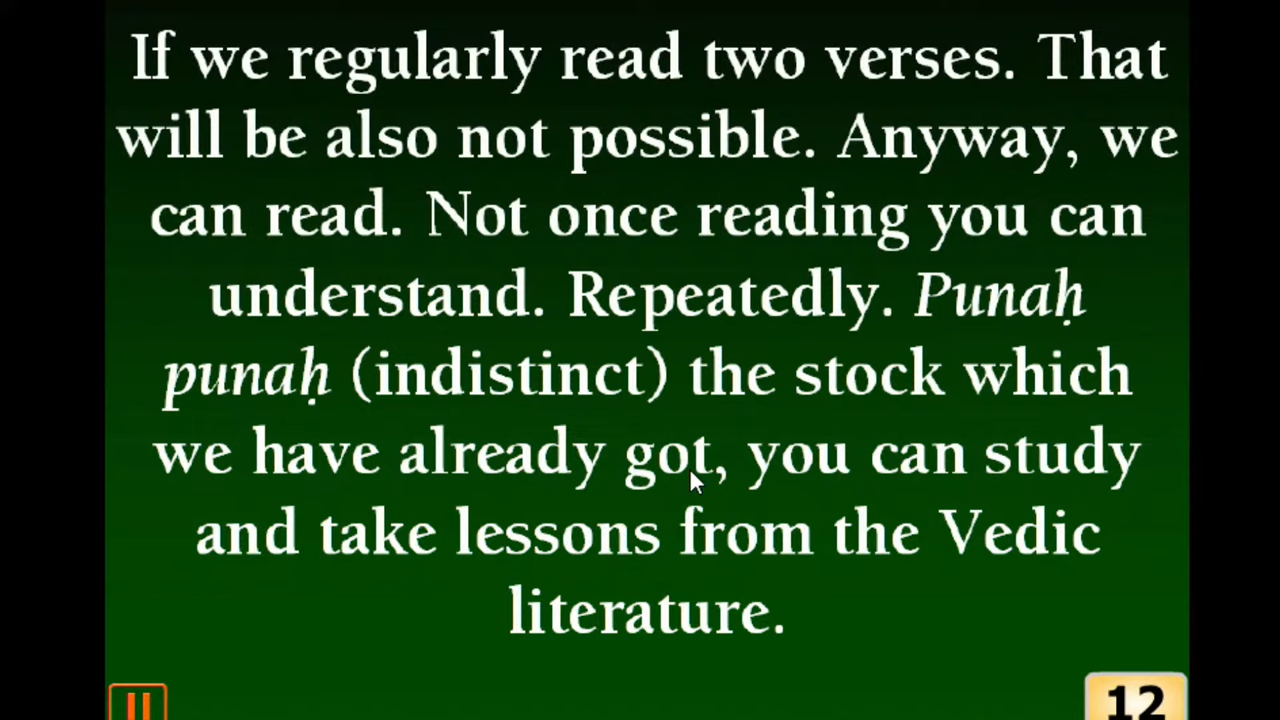 If we regularly read two verses. That
will be also not possible. Anyway, we
can read. Not once reading you can
understand. Repeatedly. Punaḥ
punaḥ (indistinct) the stock which
we have already got, you can study
and take lessons from the Vedic
literature.
12